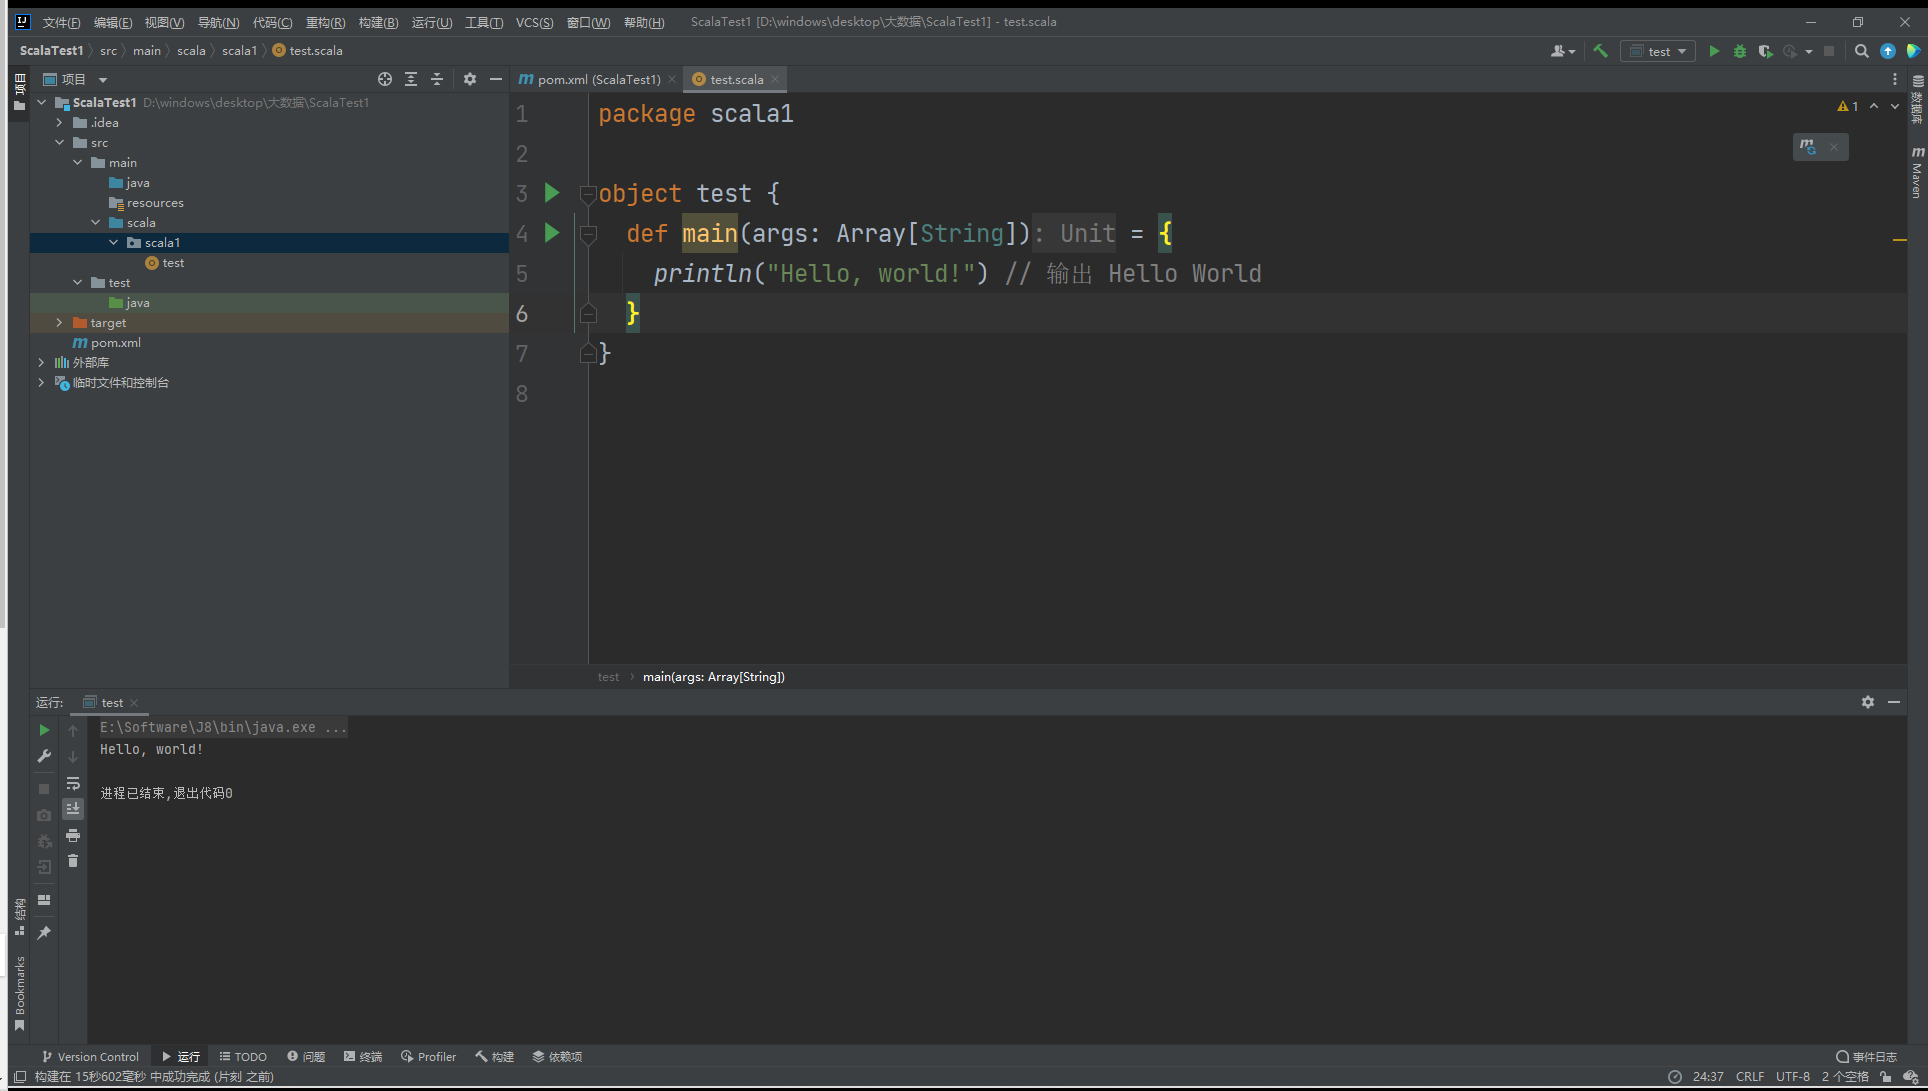 文件(F) 编辑(E) 视图(V) 导航(N) 代码(C) 重构(R) 构建(B) 运行(U) 工具(T) VCS(S) 窗口(W) 帮助(H) ScalaTest1 [D:\windows\desktop\大数据\ScalaTest1] - test.scala
ScalaTest1 src main scala scala1 test.scala test
项目
项目
pom.xml (ScalaTest1) test.scala
数据库
Maven
ScalaTest1 D:\windows\desktop\大数据\ScalaTest1
.idea
src
main
java
resources
scala
scala1
test
test
java
target
pom.xml
外部库
临时文件和控制台
1 package scala1
2
3 object test {
4 def main(args: Array[String]): Unit = {
5 println("Hello, world!") // 输出 Hello World
6 }
7 }
8
1
test main(args: Array[String])
运行: test
E:\Software\J8\bin\java.exe ...
Hello, world!
进程已结束,退出代码0
结构
Bookmarks
Version Control 运行 TODO 问题 终端 Profiler 构建 依赖项 事件日志
构建在 15秒602毫秒 中成功完成 (片刻 之前) 24:37 CRLF UTF-8 2 个空格